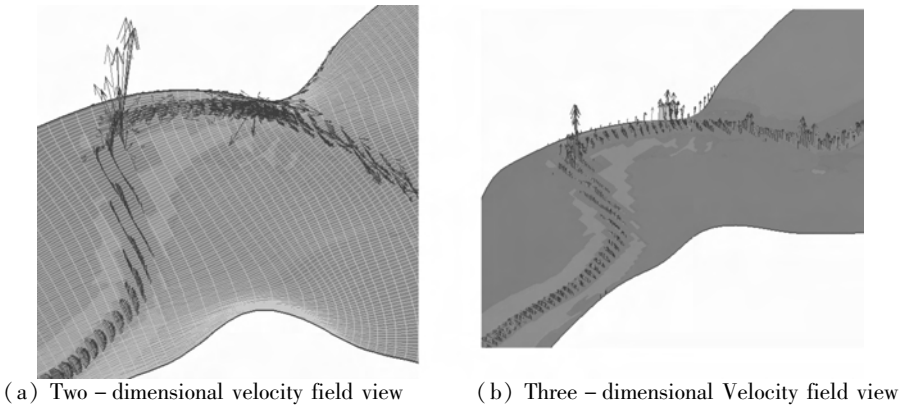 (a) Two – dimensional velocity field view
(b) Three – dimensional Velocity field view